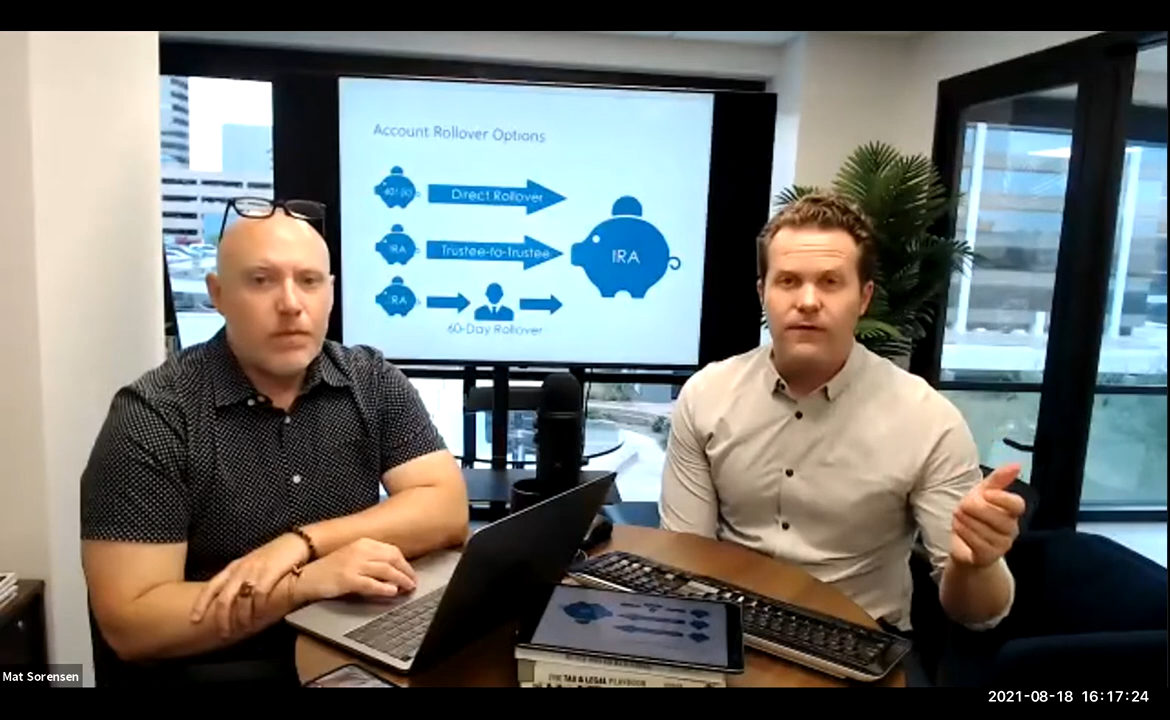 Account Rollover Options
401(k)
Direct Rollover
IRA
Trustee-to-Trustee
IRA
IRA
60-Day Rollover
THE TAX & LEGAL PLAYBOOK
Mat Sorensen
2021-08-18 16:17:24